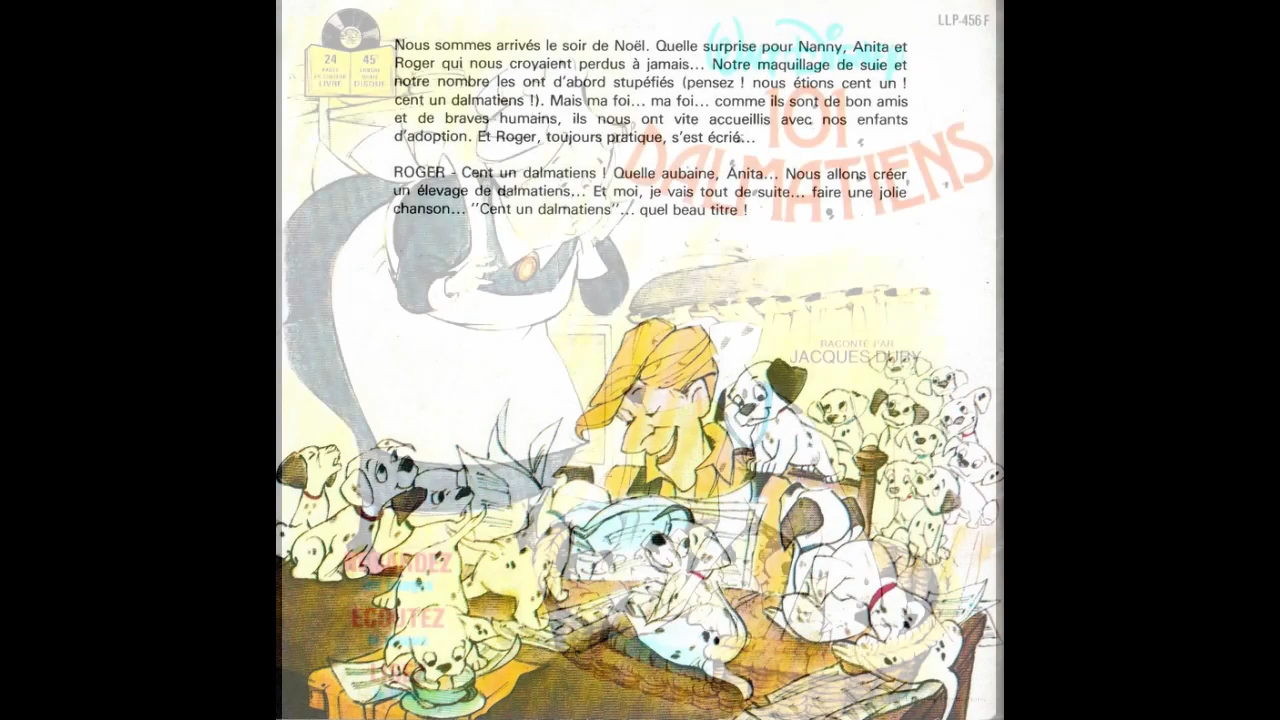 LLP-456 F
Walt Disney
101
DALMATIENS
24
45
LIVRE
DISQUE
Nous sommes arrivés le soir de Noël. Quelle surprise pour Nanny, Anita et
Roger qui nous croyaient perdus à jamais... Notre maquillage de suie et
notre nombre les ont d'abord stupéfiés (pensez ! nous étions cent un !
cent un dalmatiens !). Mais ma foi... ma foi... comme ils sont de bon amis
et de braves humains, ils nous ont vite accueillis avec nos enfants
d'adoption. Et Roger, toujours pratique, s'est écrié...
ROGER - Cent un dalmatiens ! Quelle aubaine, Anita... Nous allons créer
un élevage de dalmatiens... Et moi, je vais tout de suite... faire une jolie
chanson... ''Cent un dalmatiens''... quel beau titre !
RACONTÉ PAR
JACQUES DUBY
REGARDEZ
ECOUTEZ